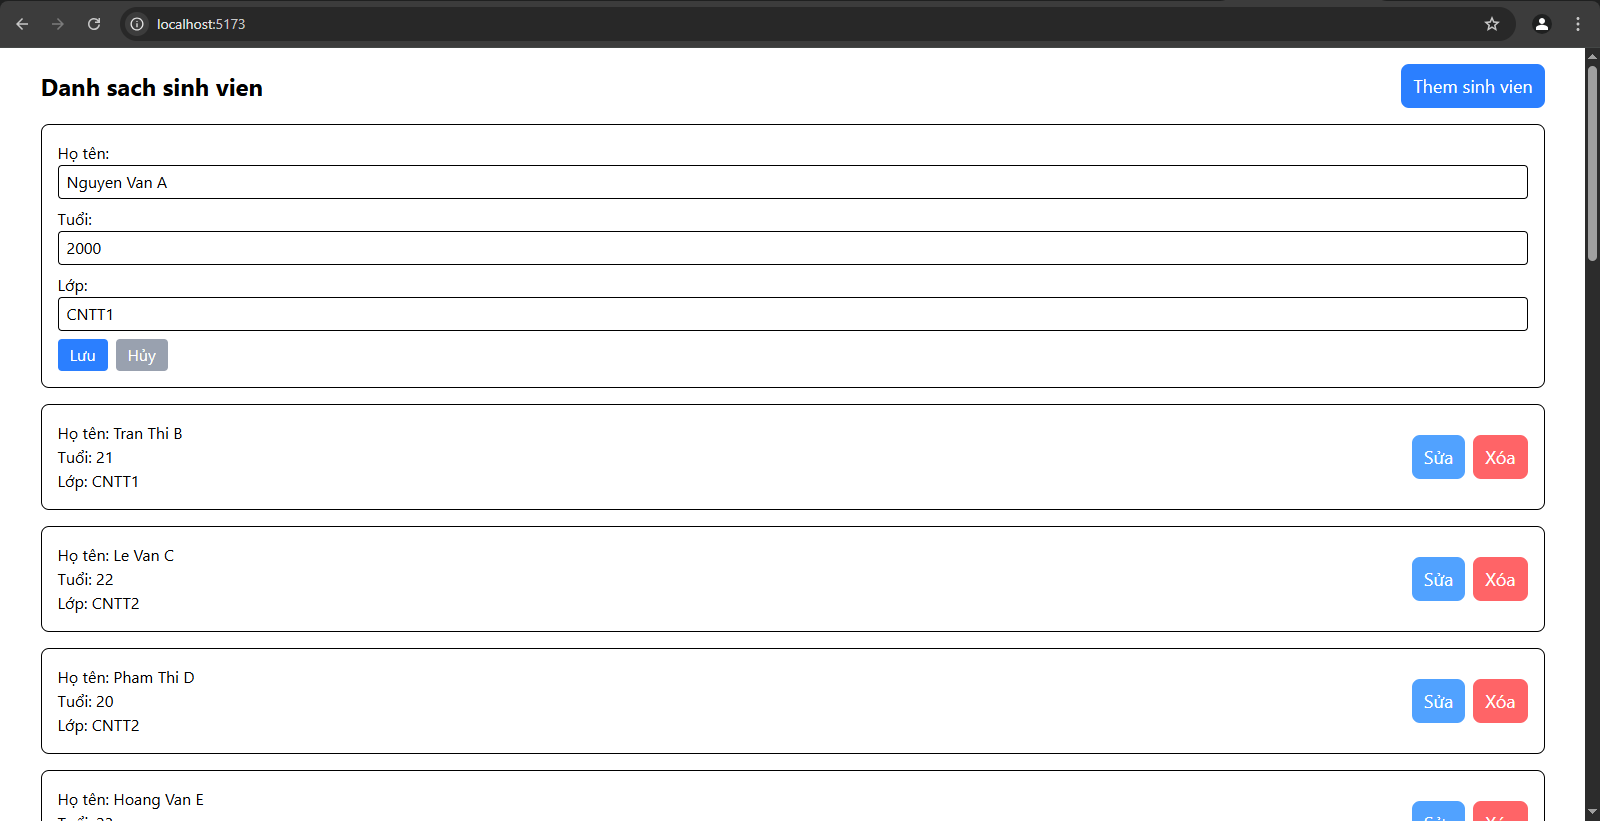 localhost:5173
Danh sach sinh vien
Them sinh vien
Họ tên:
Nguyen Van A
Tuổi:
2000
Lớp:
CNTT1
Lưu Hủy
Họ tên: Tran Thi B
Tuổi: 21
Lớp: CNTT1
Sửa Xóa
Họ tên: Le Van C
Tuổi: 22
Lớp: CNTT2
Sửa Xóa
Họ tên: Pham Thi D
Tuổi: 20
Lớp: CNTT2
Sửa Xóa
Họ tên: Hoang Van E